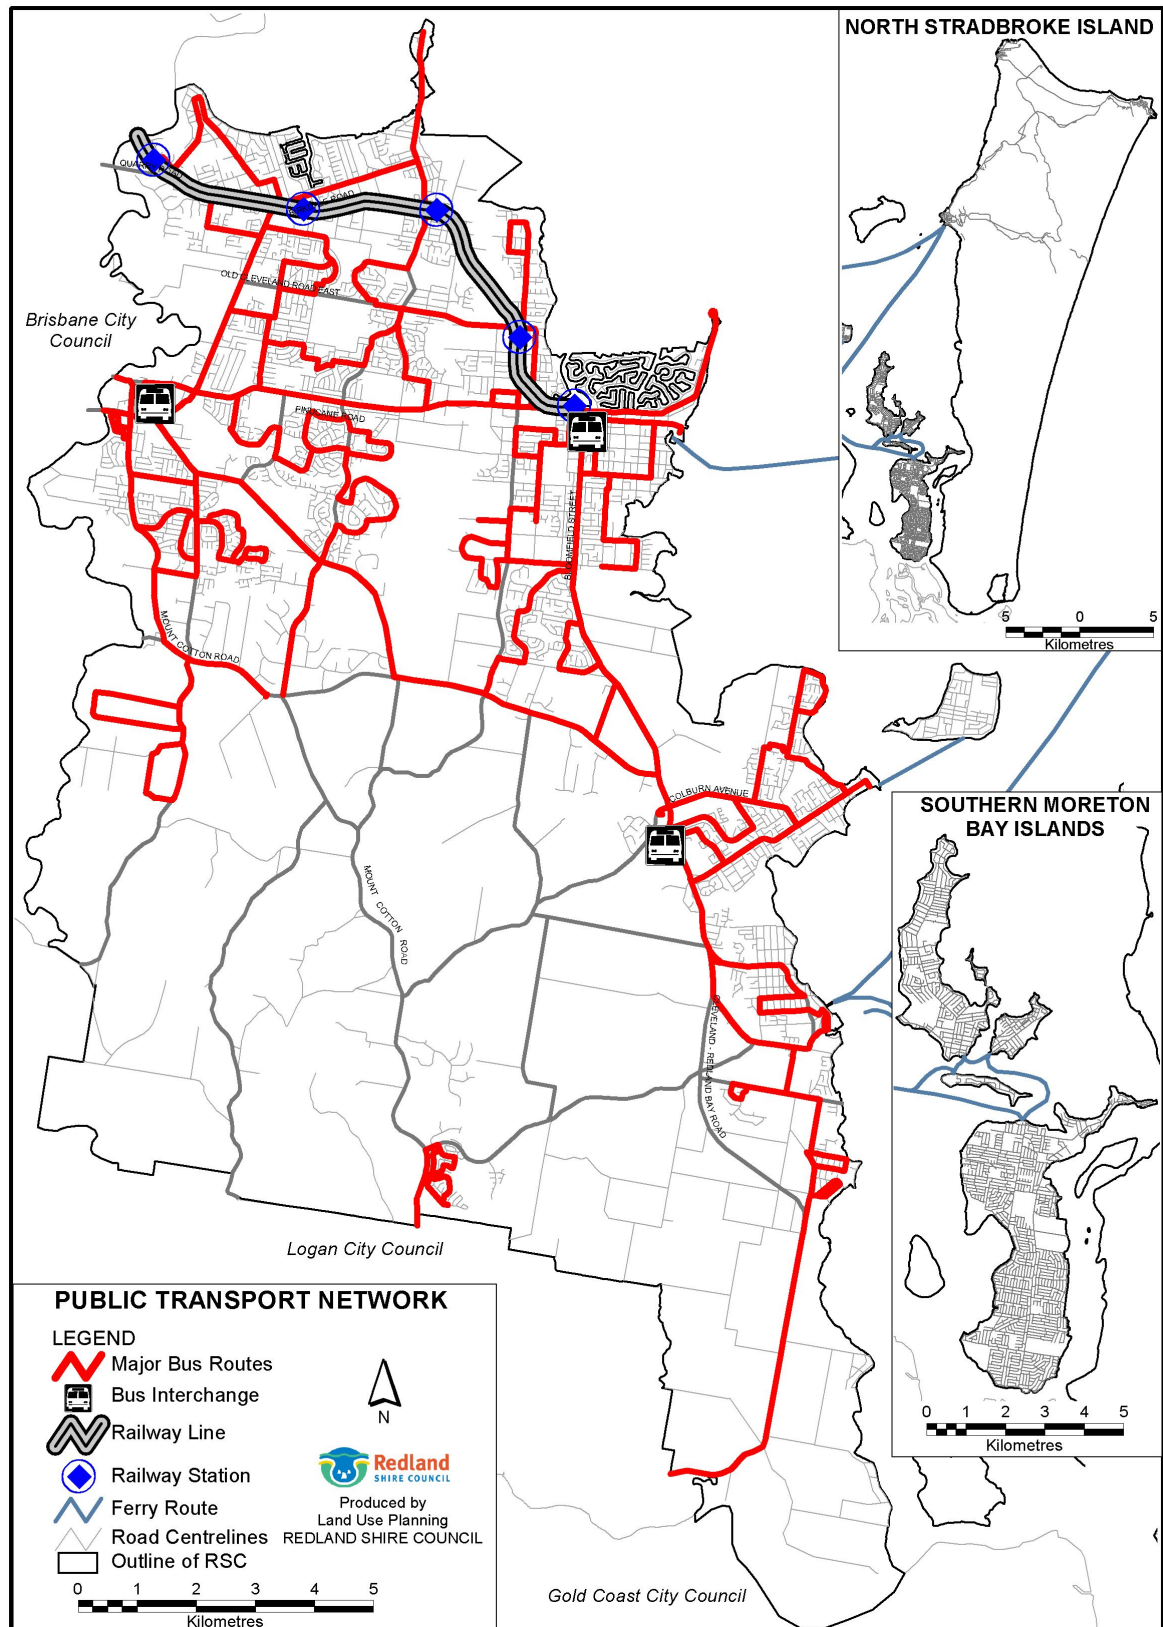 NORTH STRADBROKE ISLAND
OLD CLEVELAND ROAD EAST
Brisbane City
Council
FINUCANE ROAD
BLOOMFIELD STREET
5 0 5
Kilometres
MOUNT COTTON ROAD
COLBURN AVENUE
SOUTHERN MORETON
BAY ISLANDS
MOUNT COTTON ROAD
CLEVELAND - REDLAND BAY ROAD
Logan City Council
0 1 2 3 4 5
Kilometres
PUBLIC TRANSPORT NETWORK
LEGEND
Major Bus Routes
Bus Interchange
N
Railway Line
Redland
SHIRE COUNCIL
Railway Station
Produced by
Ferry Route
Land Use Planning
Road Centrelines
REDLAND SHIRE COUNCIL
Outline of RSC
0 1 2 3 4 5
Kilometres
Gold Coast City Council